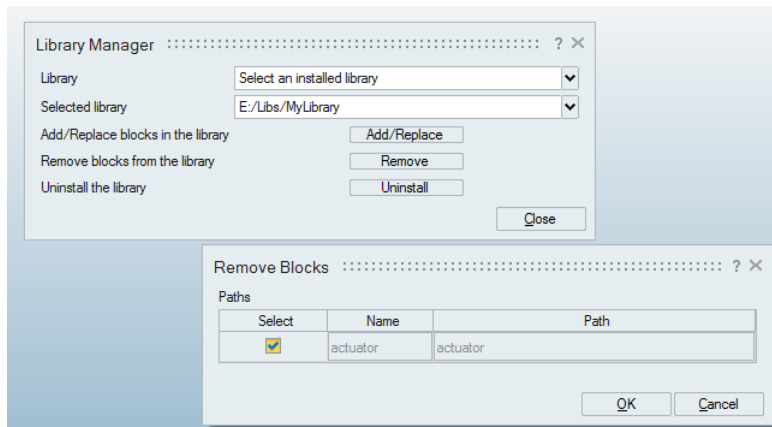 Library Manager ? ×
Library Select an installed library
Selected library E:/Libs/MyLibrary
Add/Replace blocks in the library Add/Replace
Remove blocks from the library Remove
Uninstall the library Uninstall
Close
Remove Blocks ? ×
Paths
Select Name Path
actuator actuator
OK Cancel